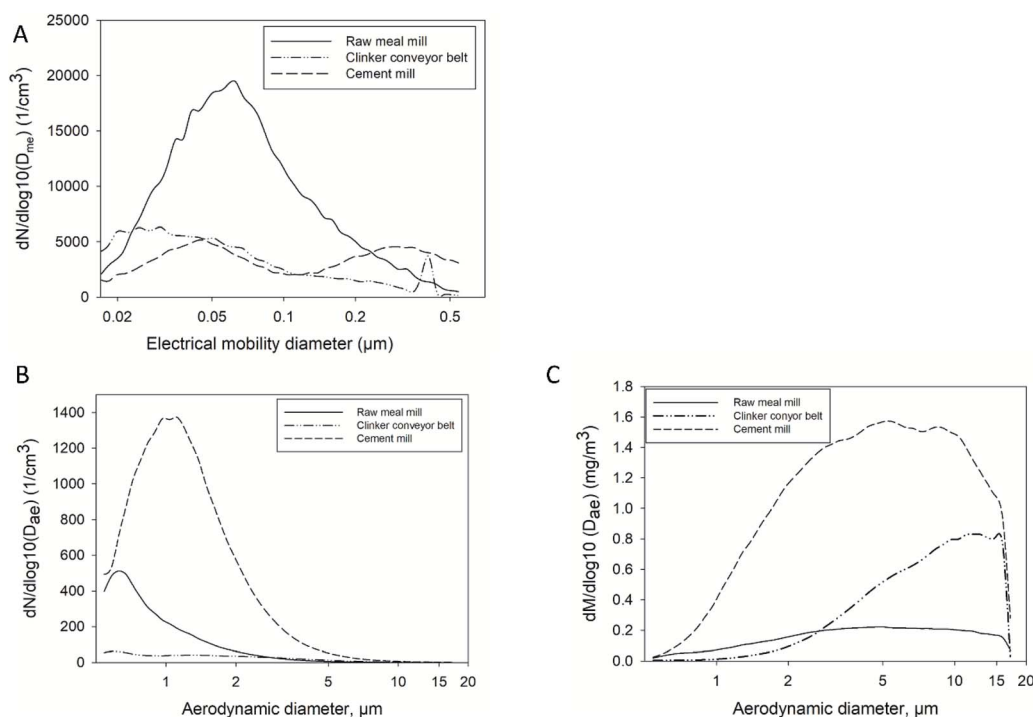 A
dN/dlog10(Dme) (1/cm3)
25000
20000
15000
10000
5000
0
Raw meal mill
Clinker conveyor belt
Cement mill
0.02 0.05 0.1 0.2 0.5
Electrical mobility diameter (µm)
B
dN/dlog10(Dae) (1/cm3)
1400
1200
1000
800
600
400
200
0
Raw meal mill
Clinker conveyor belt
Cement mill
1 2 5 10 15 20
Aerodynamic diameter, µm
C
dM/dlog10 (Dae) (mg/m3)
1.8
1.6
1.4
1.2
1.0
0.8
0.6
0.4
0.2
0.0
Raw meal mill
Clinker conyor belt
Cement mill
1 2 5 10 15 20
Aerodynamic diameter, µm